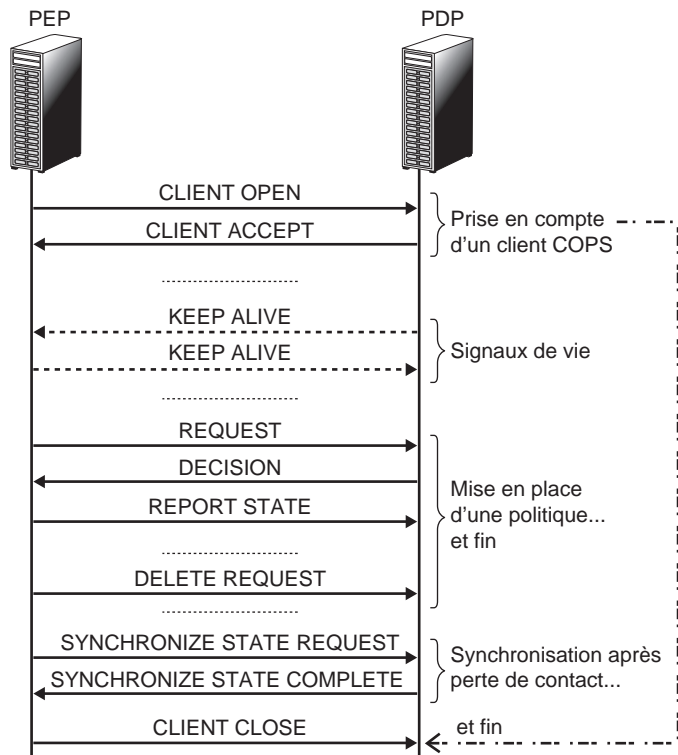 PEP
PDP
CLIENT OPEN
CLIENT ACCEPT
Prise en compte
d'un client COPS
KEEP ALIVE
KEEP ALIVE
Signaux de vie
REQUEST
DECISION
REPORT STATE
DELETE REQUEST
Mise en place
d'une politique...
et fin
SYNCHRONIZE STATE REQUEST
SYNCHRONIZE STATE COMPLETE
Synchronisation après
perte de contact...
CLIENT CLOSE
et fin